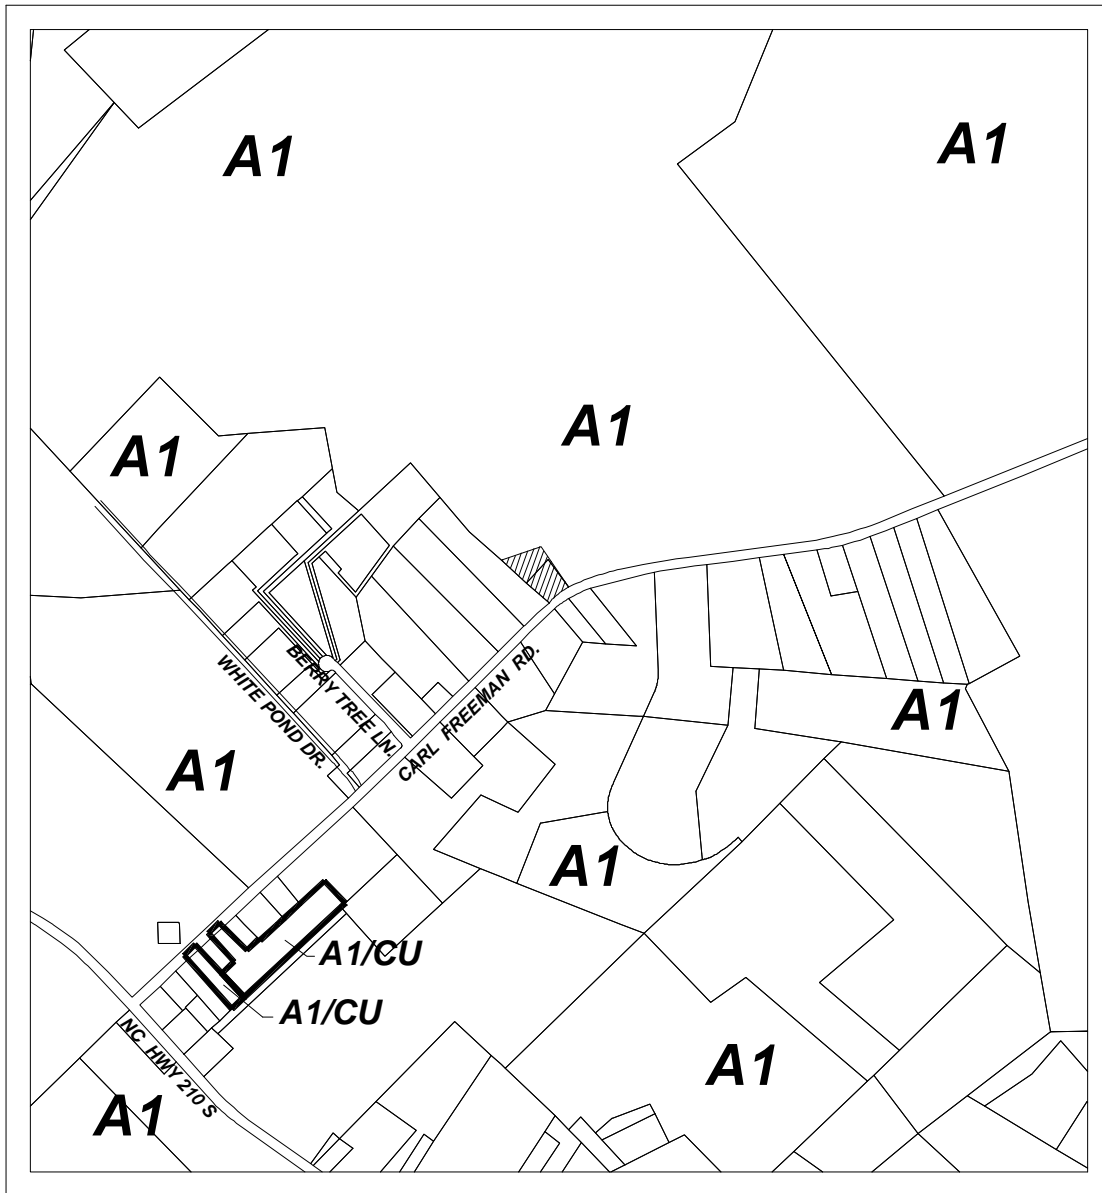 A1
A1
A1
A1
BERRY TREE LN.
WHITE POND DR.
CARL FREEMAN RD.
A1
A1
A1
A1/CU
A1/CU
NC HWY 210 S
A1
A1